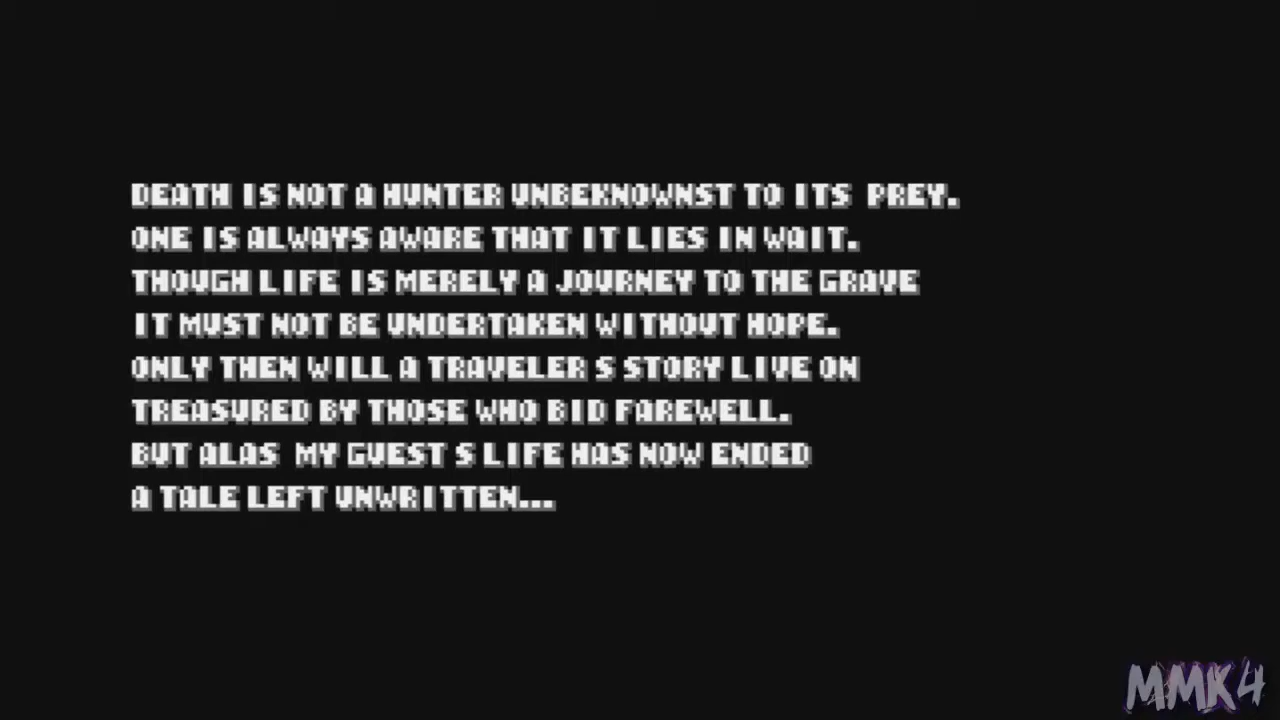 DEATH IS NOT A HUNTER UNBEKNOWNST TO ITS PREY.
ONE IS ALWAYS AWARE THAT IT LIES IN WAIT.
THOUGH LIFE IS MERELY A JOURNEY TO THE GRAVE
IT MUST NOT BE UNDERTAKEN WITHOUT HOPE.
ONLY THEN WILL A TRAVELER S STORY LIVE ON
TREASURED BY THOSE WHO BID FAREWELL.
BUT ALAS MY GUEST S LIFE HAS NOW ENDED
A TALE LEFT UNWRITTEN...
MMK4